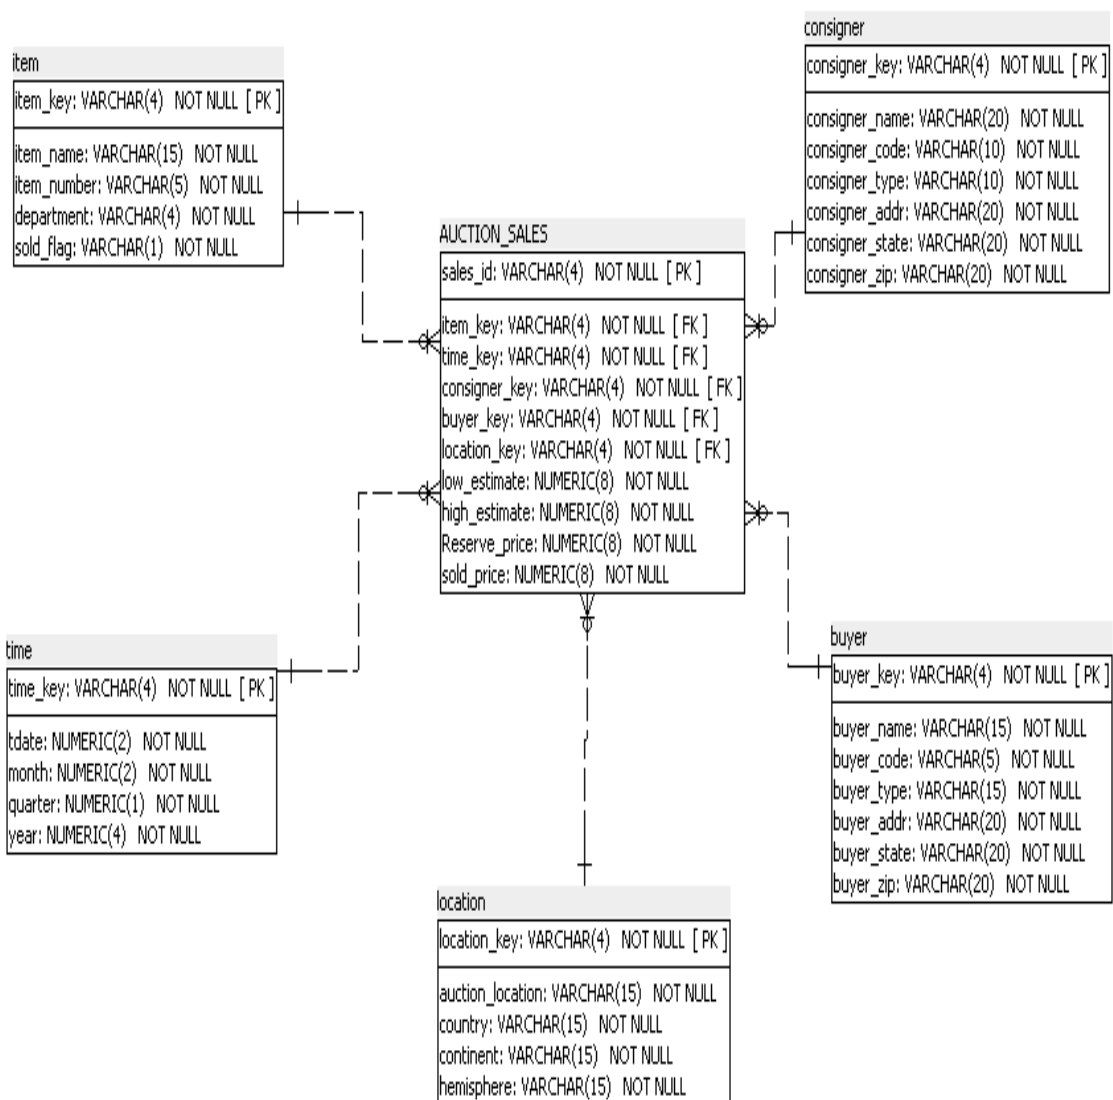 item
item_key: VARCHAR(4) NOT NULL [ PK ]
item_name: VARCHAR(15) NOT NULL
item_number: VARCHAR(5) NOT NULL
department: VARCHAR(4) NOT NULL
sold_flag: VARCHAR(1) NOT NULL
consigner
consigner_key: VARCHAR(4) NOT NULL [ PK ]
consigner_name: VARCHAR(20) NOT NULL
consigner_code: VARCHAR(10) NOT NULL
consigner_type: VARCHAR(10) NOT NULL
consigner_addr: VARCHAR(20) NOT NULL
consigner_state: VARCHAR(20) NOT NULL
consigner_zip: VARCHAR(20) NOT NULL
AUCTION_SALES
sales_id: VARCHAR(4) NOT NULL [ PK ]
item_key: VARCHAR(4) NOT NULL [ FK ]
time_key: VARCHAR(4) NOT NULL [ FK ]
consigner_key: VARCHAR(4) NOT NULL [ FK ]
buyer_key: VARCHAR(4) NOT NULL [ FK ]
location_key: VARCHAR(4) NOT NULL [ FK ]
low_estimate: NUMERIC(8) NOT NULL
high_estimate: NUMERIC(8) NOT NULL
Reserve_price: NUMERIC(8) NOT NULL
sold_price: NUMERIC(8) NOT NULL
time
time_key: VARCHAR(4) NOT NULL [ PK ]
tdate: NUMERIC(2) NOT NULL
month: NUMERIC(2) NOT NULL
quarter: NUMERIC(1) NOT NULL
year: NUMERIC(4) NOT NULL
buyer
buyer_key: VARCHAR(4) NOT NULL [ PK ]
buyer_name: VARCHAR(15) NOT NULL
buyer_code: VARCHAR(5) NOT NULL
buyer_type: VARCHAR(15) NOT NULL
buyer_addr: VARCHAR(20) NOT NULL
buyer_state: VARCHAR(20) NOT NULL
buyer_zip: VARCHAR(20) NOT NULL
location
location_key: VARCHAR(4) NOT NULL [ PK ]
auction_location: VARCHAR(15) NOT NULL
country: VARCHAR(15) NOT NULL
continent: VARCHAR(15) NOT NULL
hemisphere: VARCHAR(15) NOT NULL